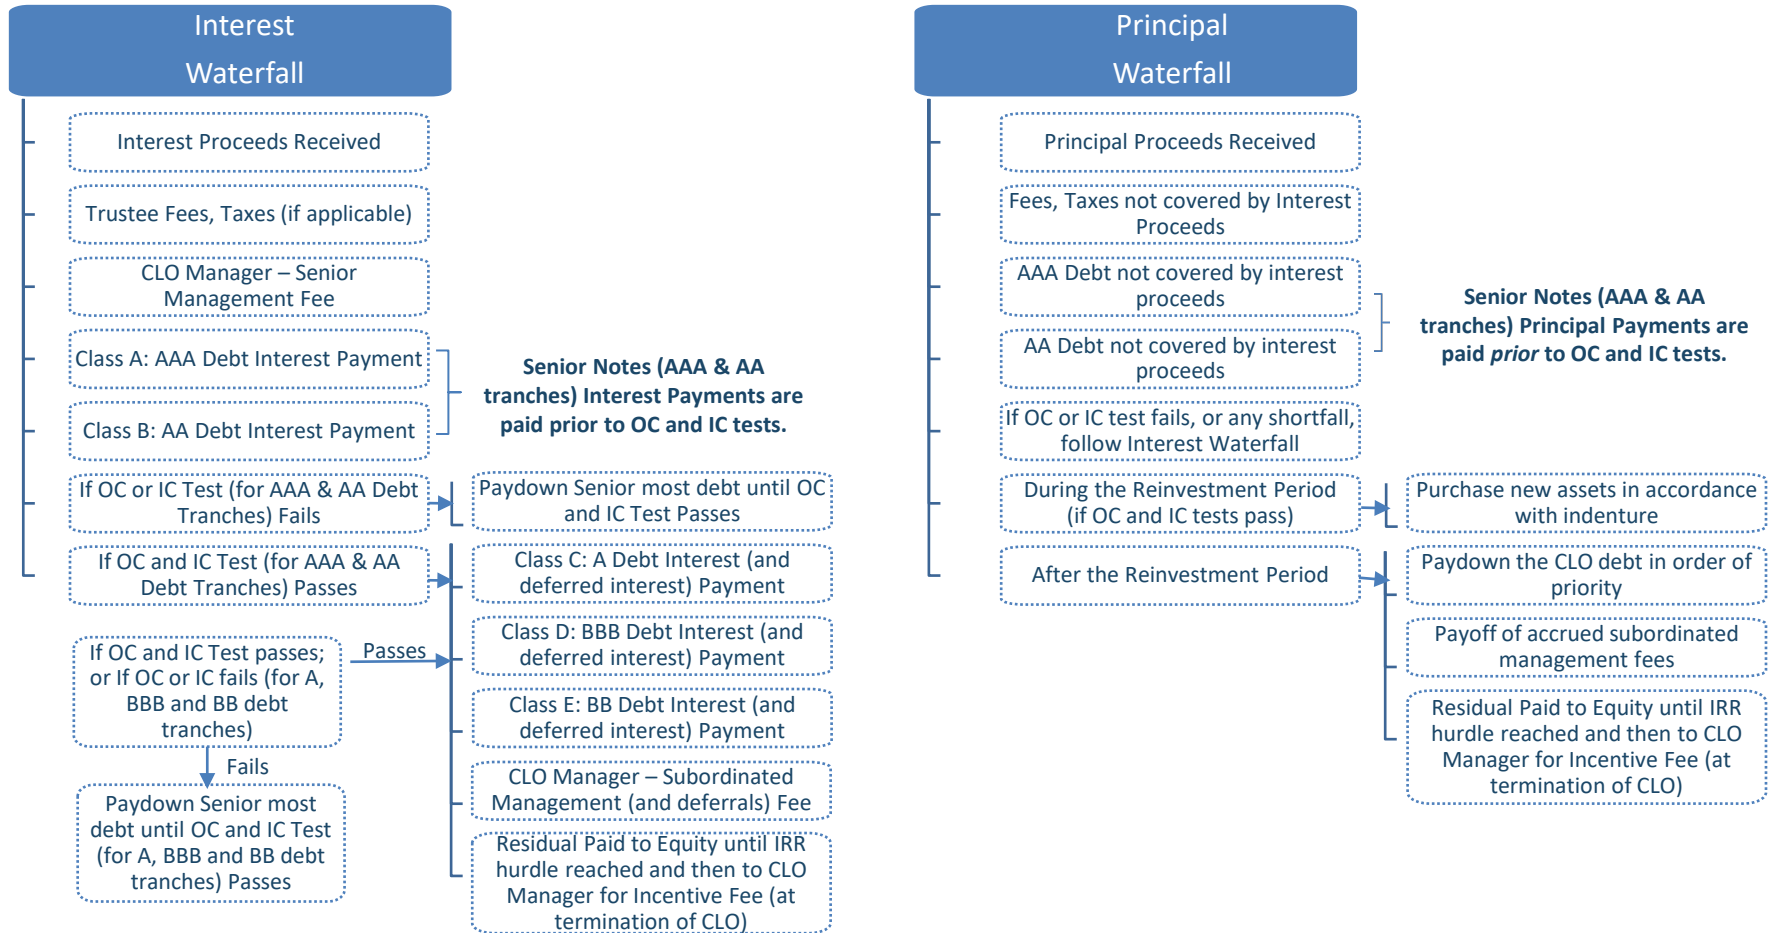 Interest
Waterfall
Interest Proceeds Received
Trustee Fees, Taxes (if applicable)
CLO Manager – Senior
Management Fee
Class A: AAA Debt Interest Payment
Class B: AA Debt Interest Payment
Senior Notes (AAA & AA
tranches) Interest Payments are
paid prior to OC and IC tests.
If OC or IC Test (for AAA & AA Debt
Tranches) Fails
Paydown Senior most debt until OC
and IC Test Passes
If OC and IC Test (for AAA & AA
Debt Tranches) Passes
Class C: A Debt Interest (and
deferred interest) Payment
If OC and IC Test passes;
or If OC or IC fails (for A,
BBB and BB debt
tranches)
Passes
Class D: BBB Debt Interest (and
deferred interest) Payment
Class E: BB Debt Interest (and
deferred interest) Payment
Fails
Paydown Senior most
debt until OC and IC Test
(for A, BBB and BB debt
tranches) Passes
CLO Manager – Subordinated
Management (and deferrals) Fee
Residual Paid to Equity until IRR
hurdle reached and then to CLO
Manager for Incentive Fee (at
termination of CLO)
Principal
Waterfall
Principal Proceeds Received
Fees, Taxes not covered by Interest
Proceeds
AAA Debt not covered by interest
proceeds
AA Debt not covered by interest
proceeds
Senior Notes (AAA & AA
tranches) Principal Payments are
paid prior to OC and IC tests.
If OC or IC test fails, or any shortfall,
follow Interest Waterfall
During the Reinvestment Period
(if OC and IC tests pass)
Purchase new assets in accordance
with indenture
After the Reinvestment Period
Paydown the CLO debt in order of
priority
Payoff of accrued subordinated
management fees
Residual Paid to Equity until IRR
hurdle reached and then to CLO
Manager for Incentive Fee (at
termination of CLO)